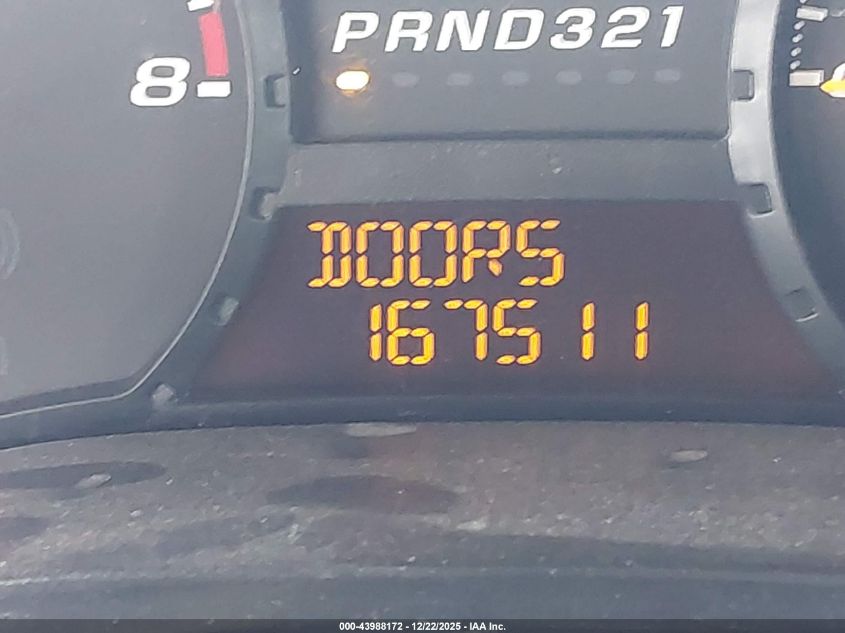 PRND321
8
DOORS
167511
000-43988172 - 12/22/2025 - IAA Inc.